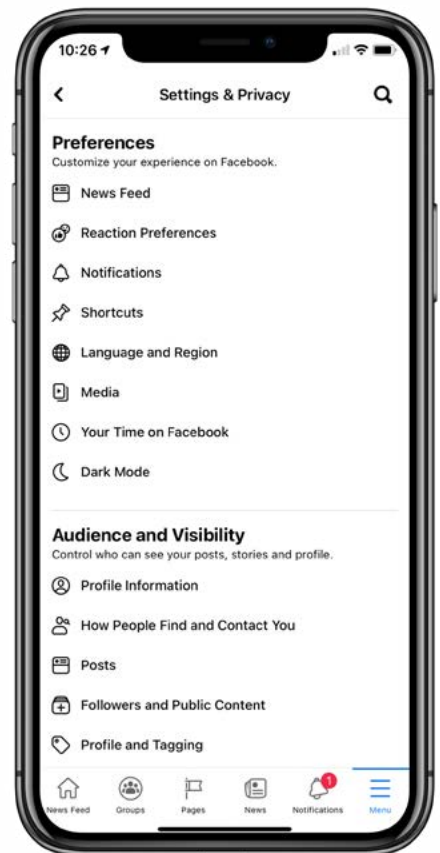 10:26
Settings & Privacy
Preferences
Customize your experience on Facebook.
News Feed
Reaction Preferences
Notifications
Shortcuts
Language and Region
Media
Your Time on Facebook
Dark Mode
Audience and Visibility
Control who can see your posts, stories and profile.
Profile Information
How People Find and Contact You
Posts
Followers and Public Content
Profile and Tagging
1
News Feed Groups Pages News Notifications Menu